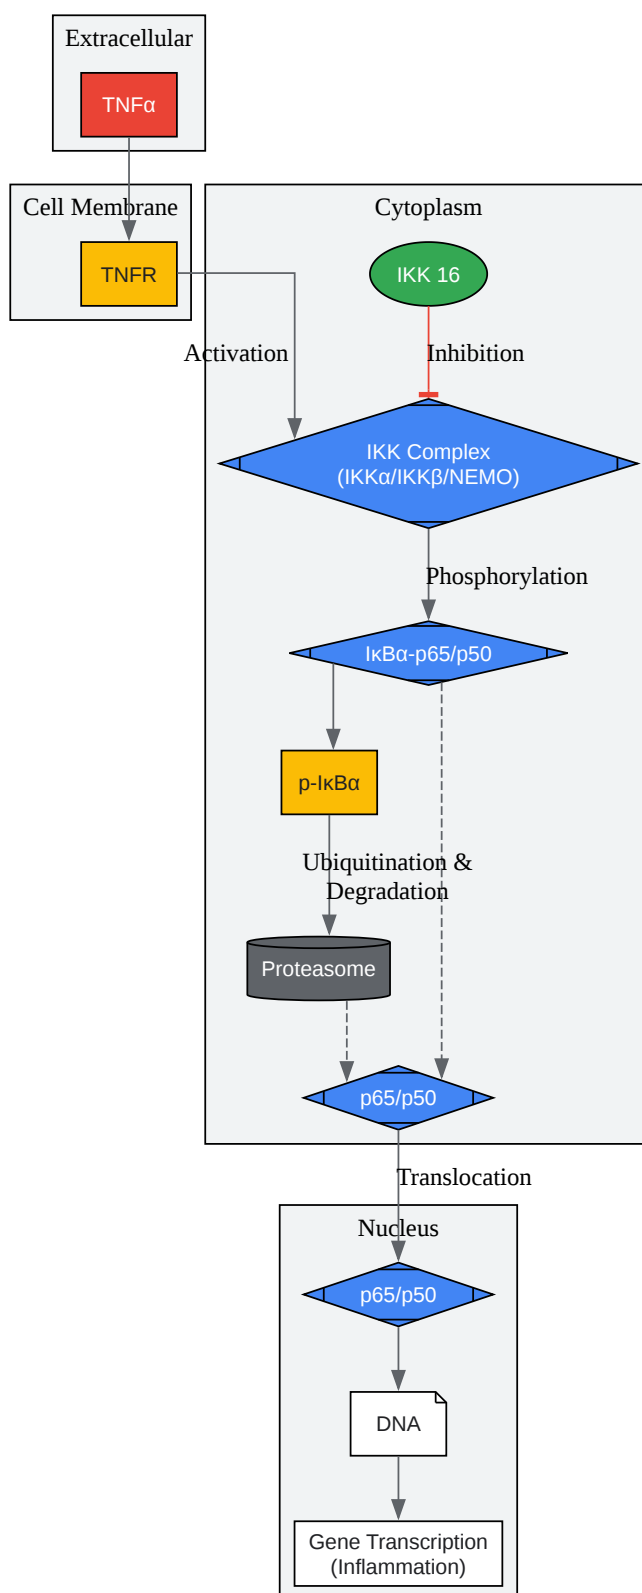 Extracellular
TNFα
Cell Membrane
TNFR
Cytoplasm
IKK 16
Activation
Inhibition
IKK Complex
(IKKα/IKKβ/NEMO)
Phosphorylation
IκBα-p65/p50
p-IκBα
Ubiquitination &
Degradation
Proteasome
p65/p50
Translocation
Nucleus
p65/p50
DNA
Gene Transcription
(Inflammation)